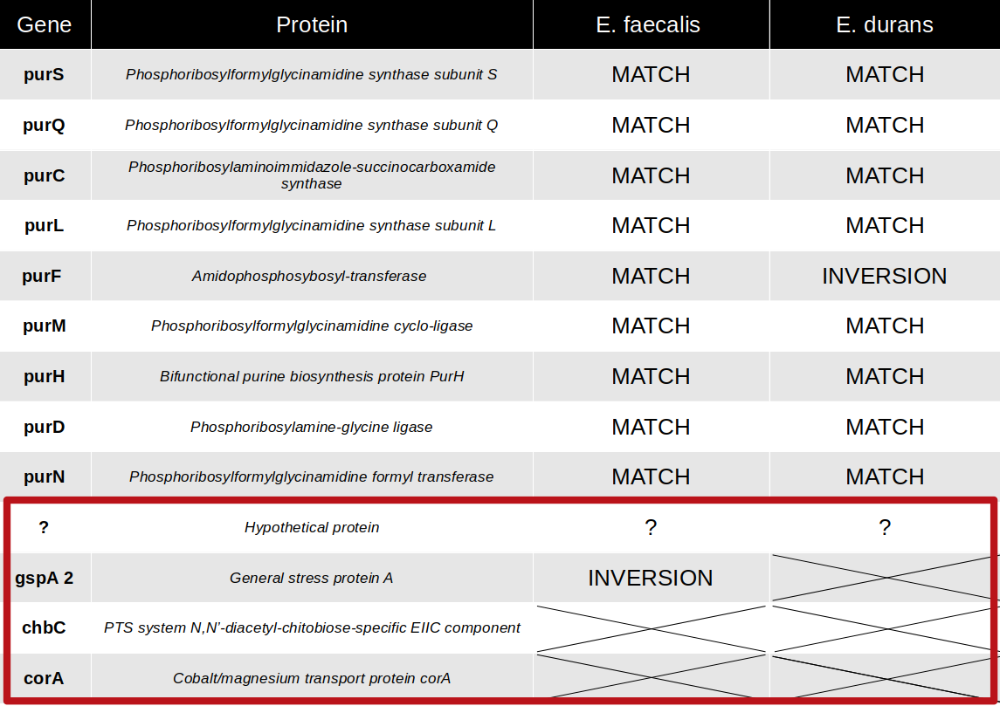 Gene Protein E. faecalis E. durans
purS Phosphoribosylformylglycinamidine synthase subunit S MATCH MATCH
purQ Phosphoribosylformylglycinamidine synthase subunit Q MATCH MATCH
purC Phosphoribosylaminoimmidazole-succinocarboxamide
synthase MATCH MATCH
purL Phosphoribosylformylglycinamidine synthase subunit L MATCH MATCH
purF Amidophosphosybosyl-transferase MATCH INVERSION
purM Phosphoribosylformylglycinamidine cyclo-ligase MATCH MATCH
purH Bifunctional purine biosynthesis protein PurH MATCH MATCH
purD Phosphoribosylamine-glycine ligase MATCH MATCH
purN Phosphoribosylformylglycinamidine formyl transferase MATCH MATCH
? Hypothetical protein ? ?
gspA 2 General stress protein A INVERSION
chbC PTS system N,N’-diacetyl-chitobiose-specific EIIC component
corA Cobalt/magnesium transport protein corA